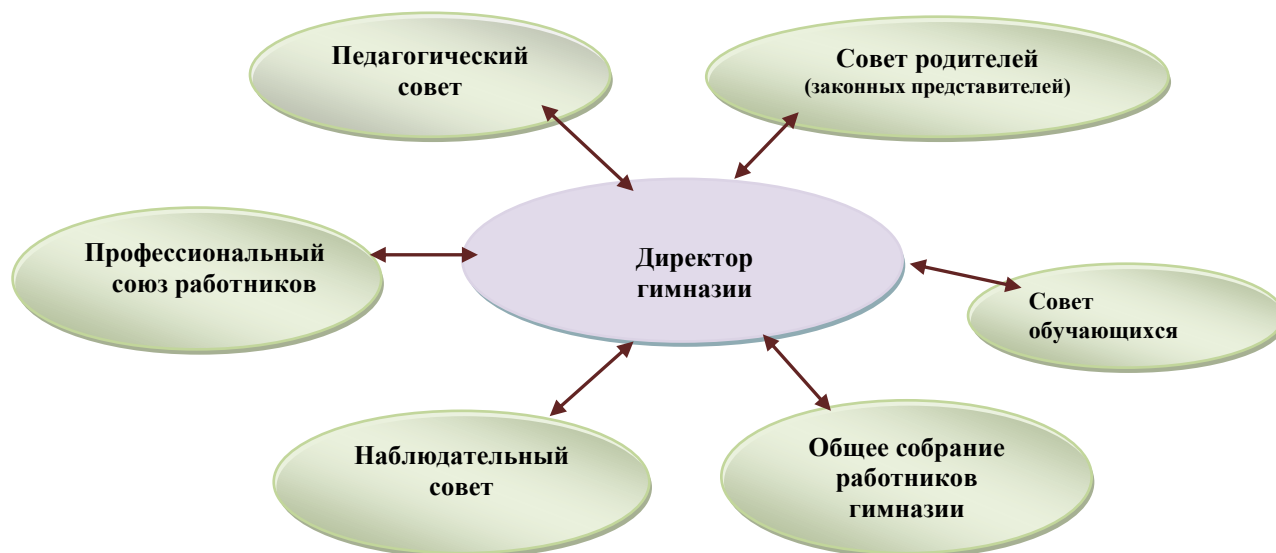 Педагогический
совет
Совет родителей
(законных представителей)
Профессиональный
союз работников
Директор
гимназии
Совет
обучающихся
Наблюдательный
совет
Общее собрание
работников
гимназии